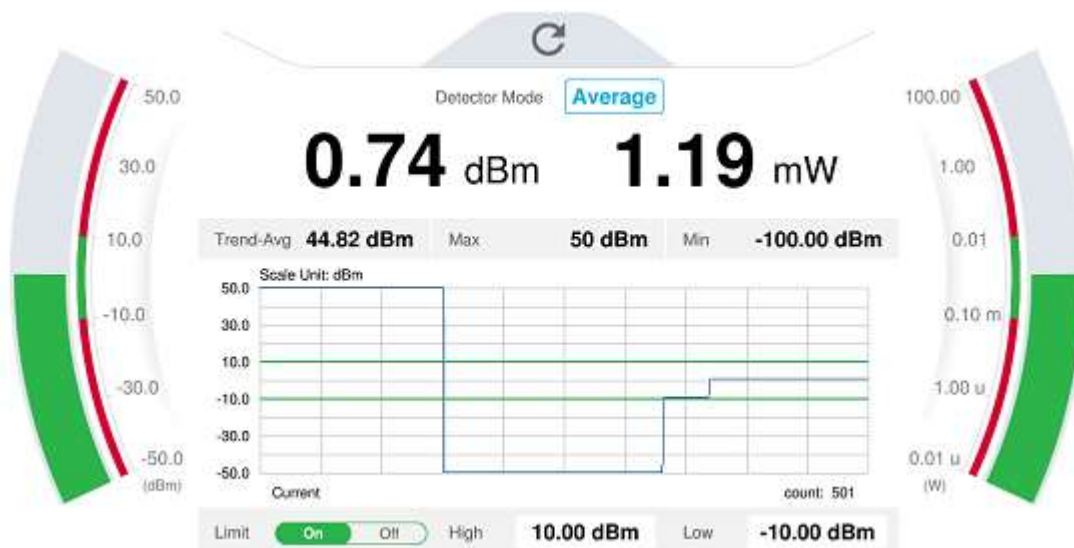 Detector Mode Average
0.74 dBm 1.19 mW
Trend-Avg 44.82 dBm Max 50 dBm Min -100.00 dBm
50.0
30.0
10.0
-10.0
-30.0
-50.0
(dBm)
Scale Unit: dBm
50.0
30.0
10.0
-10.0
-30.0
-50.0
Current count: 501
100.00
1.00
0.01
0.10 m
1.00 u
0.01 u
(W)
Limit On Off High 10.00 dBm Low -10.00 dBm